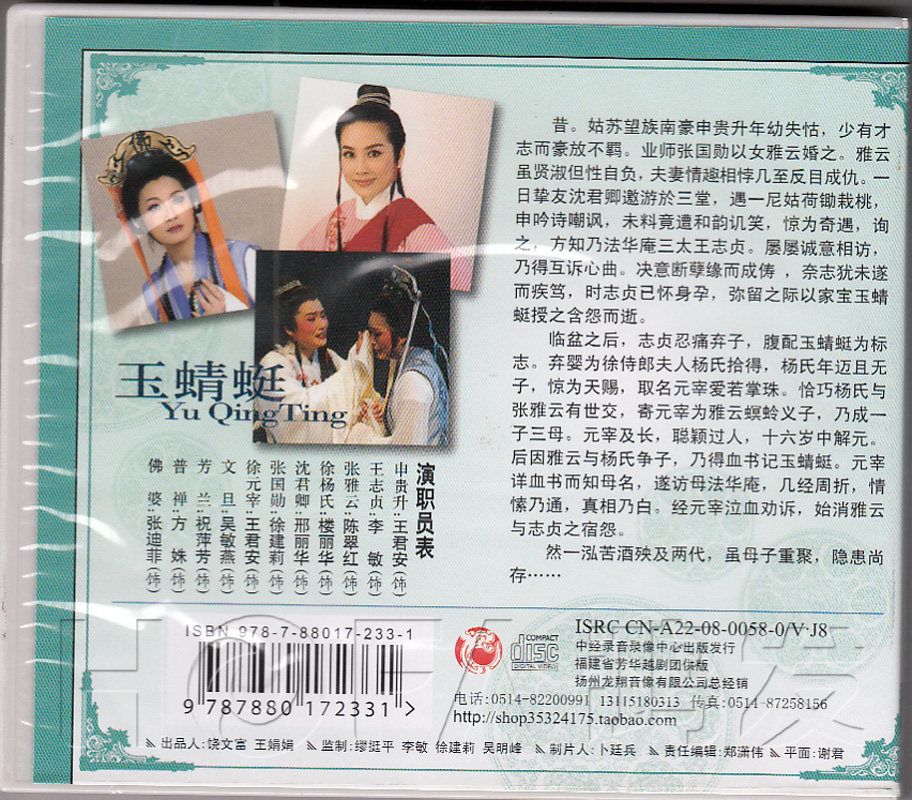 昔。姑苏望族南豪申贵升年幼失怙，少有才
志而豪放不羁。业师张国勋以女雅云婚之。雅云
虽贤淑但性自负，夫妻情趣相悖几至反目成仇。一
日挚友沈君卿邀游於三堂，遇一尼姑荷锄栽桃，
申吟诗嘲讽，未料竟遭和韵讥笑，惊为奇遇，询
之，方知乃法华庵三太王志贞。屡屡诚意相访，
乃得互诉心曲。决意断孽缘而成俦，奈志犹未遂
而疾笃，时志贞已怀身孕，弥留之际以家宝玉蜻
蜓授之含怨而逝。
临盆之后，志贞忍痛弃子，腹配玉蜻蜓为标
志。弃婴为徐侍郎夫人杨氏拾得，杨氏年迈且无
子，惊为天赐，取名元宰爱若掌珠。恰巧杨氏与
张雅云有世交，寄元宰为雅云螟蛉义子，乃成一
子三母。元宰及长，聪颖过人，十六岁中解元。
后因雅云与杨氏争子，乃得血书记玉蜻蜓。元宰
详血书而知母名，遂访母法华庵，几经周折，情
愫乃通，真相乃白。经元宰泣血劝诉，始消雅云
与志贞之宿怨。
然一泓苦酒殃及两代，虽母子重聚，隐患尚
存……
佛
玉蜻蜓
Yu QingTing
演职员表
申贵升：王君安（饰）
王志贞：李 敏（饰）
张雅云：陈翠红（饰）
徐杨氏：楼丽华（饰）
沈君卿：邢丽华（饰）
张国勋：徐建莉（饰）
徐元宰：王君安（饰）
文 旦：吴敏燕（饰）
芳 兰：祝萍芳（饰）
普 禅：方 姝（饰）
佛 婆：张迪菲（饰）
ISBN 978-7-88017-233-1
9 787880 172331 >
COMPACT
disc
DIGITAL VIDEO
ISRC CN-A22-08-0058-0/V·J8
中经录音录像中心出版发行
福建省芳华越剧团供版
扬州龙翔音像有限公司总经销
电话:0514-82200991 13115180313 传真:0514-87258156
http://shop35324175.taobao.com
出品人：饶文富 王娟娟 监制：缪挺平 李敏 徐建莉 吴明峰 制片人：卜廷兵 责任编辑：郑潇伟 平面：谢君